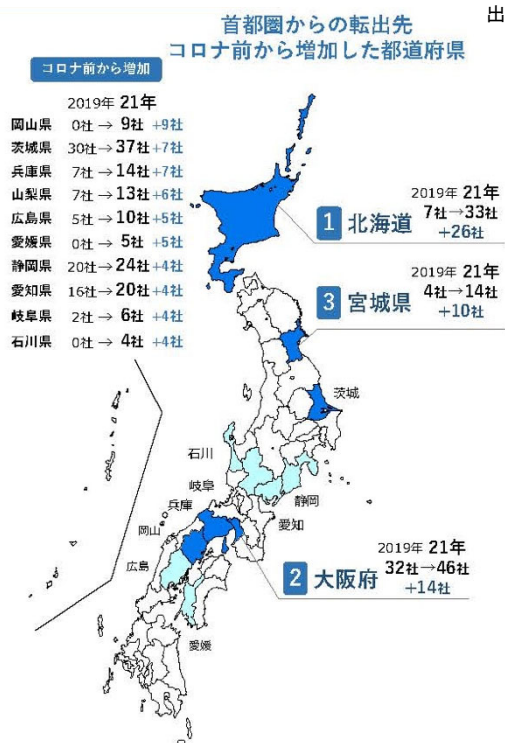 出
首都圏からの転出先
コロナ前から増加した都道府県
コロナ前から増加
2019年 21年
岡山県 0社 → 9社 +9社
茨城県 30社 → 37社 +7社
兵庫県 7社 → 14社 +7社
山梨県 7社 → 13社 +6社
広島県 5社 → 10社 +5社
愛媛県 0社 → 5社 +5社
静岡県 20社 → 24社 +4社
愛知県 16社 → 20社 +4社
岐阜県 2社 → 6社 +4社
石川県 0社 → 4社 +4社
2019年 21年
1 北海道 7社→33社
+26社
2019年 21年
3 宮城県 4社→14社
+10社
茨城
石川
岐阜
静岡
兵庫
愛知
岡山
広島
2019年 21年
2 大阪府 32社→46社
+14社
愛媛